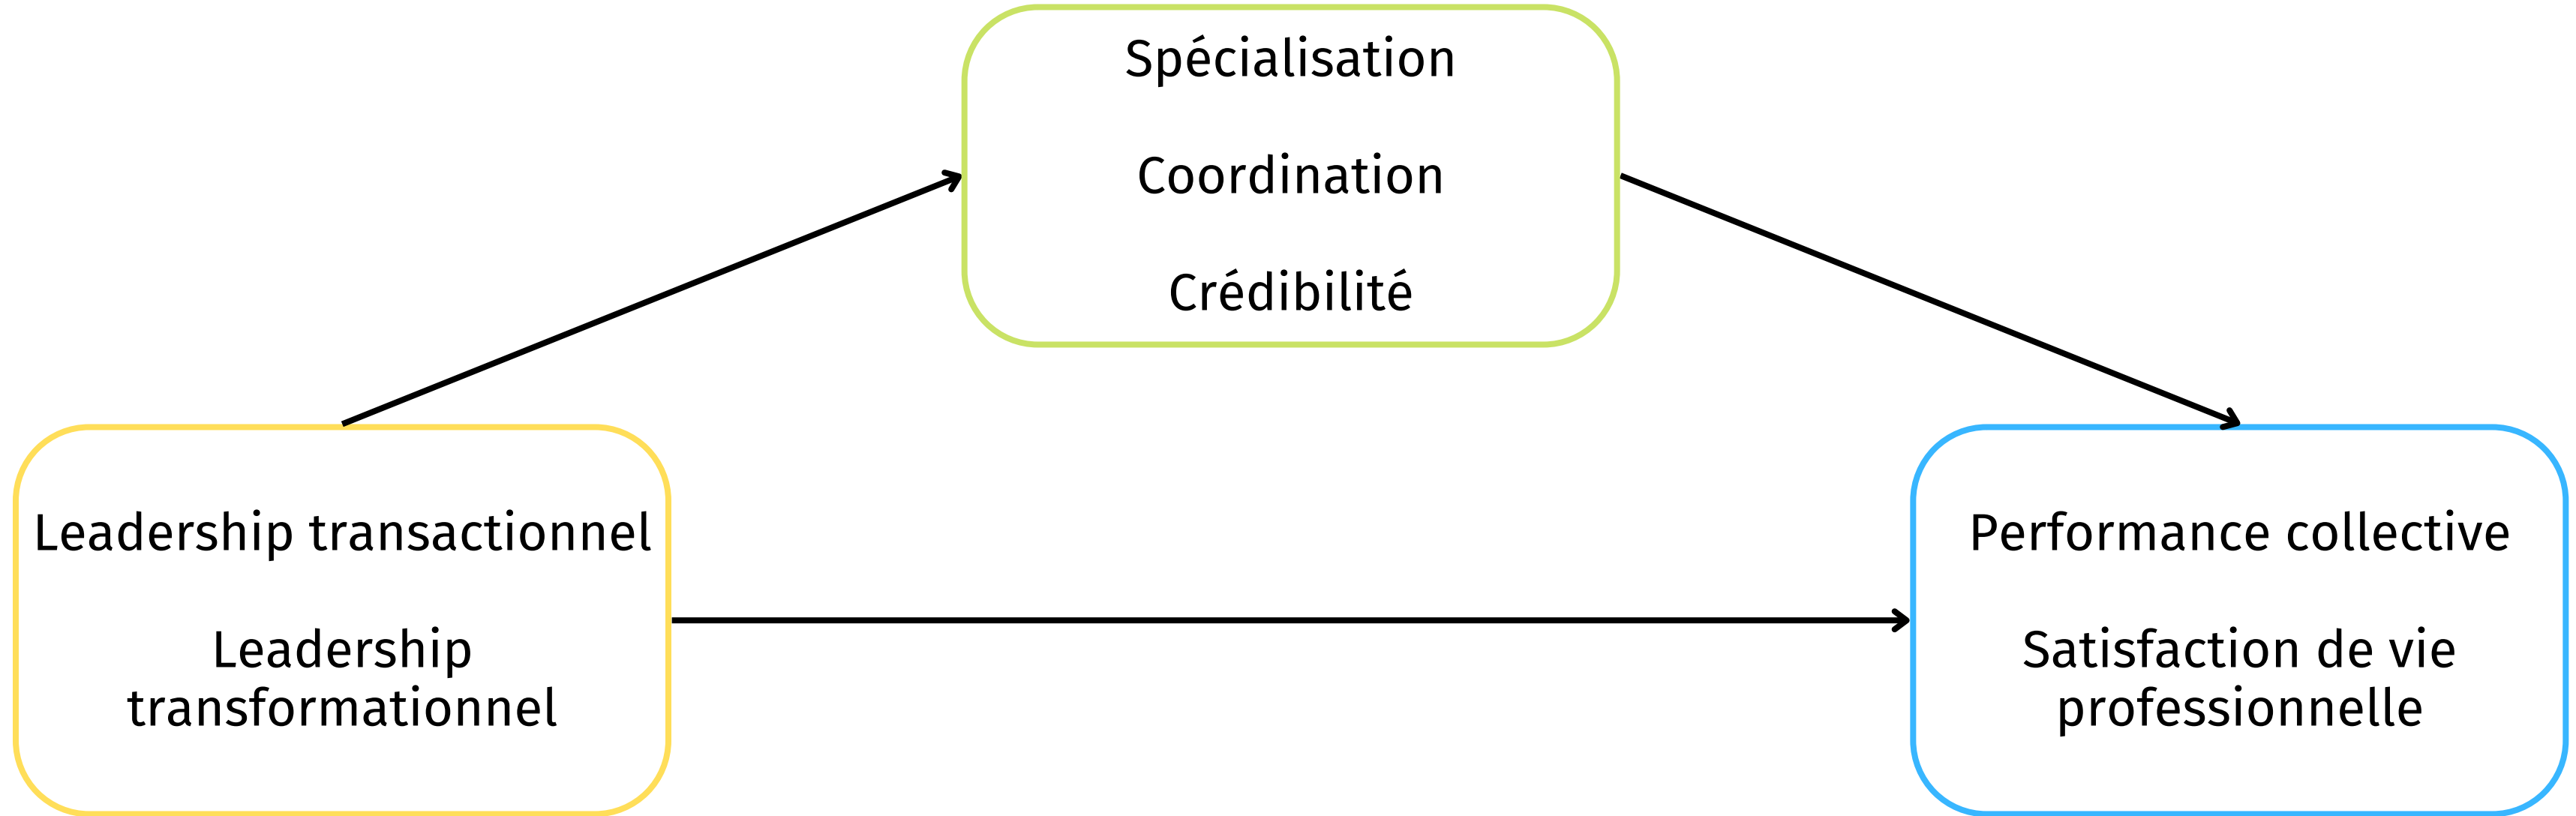 Spécialisation
Coordination
Crédibilité
Leadership transactionnel
Leadership
transformationnel
Performance collective
Satisfaction de vie
professionnelle